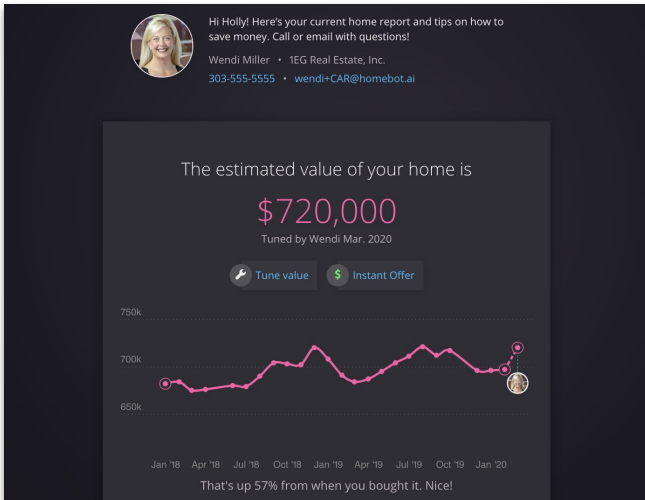 Hi Holly! Here's your current home report and tips on how to
save money. Call or email with questions!
Wendi Miller • 1EG Real Estate, Inc.
303-555-5555 • wendi+CAR@homebot.ai
The estimated value of your home is
$720,000
Tuned by Wendi Mar. 2020
Tune value $ Instant Offer
750k
700k
650k
Jan '18 Apr '18 Jul '18 Oct '18 Jan '19 Apr '19 Jul '19 Oct '19 Jan '20
That's up 57% from when you bought it. Nice!